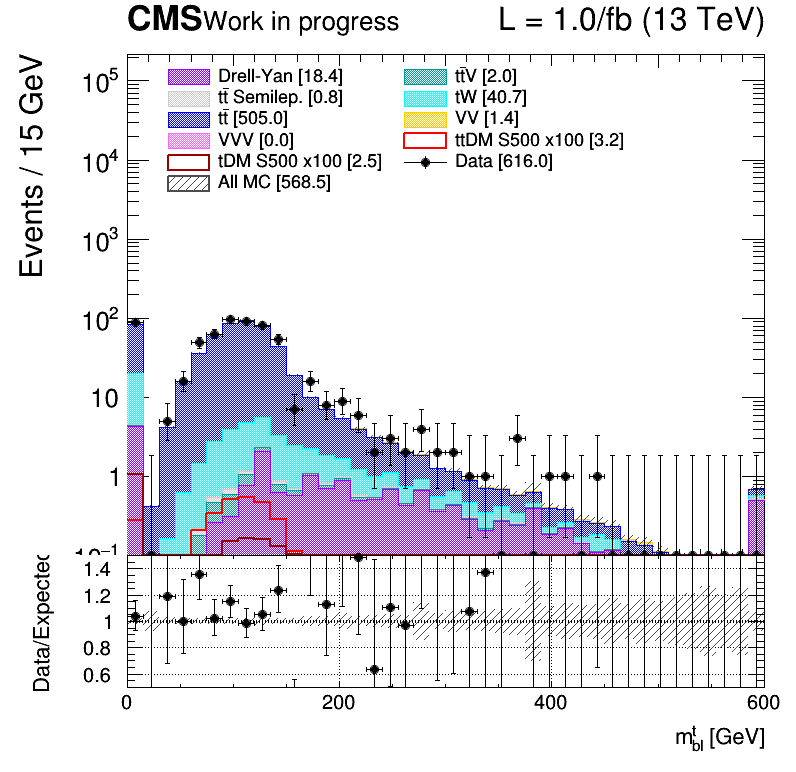 CMS Work in progress L = 1.0/fb (13 TeV)
Events / 15 GeV
10⁵
10⁴
10³
10²
10
1
10⁻¹
Drell-Yan [18.4]
tt̄V [2.0]
tt̄ Semilep. [0.8]
tW [40.7]
tt̄ [505.0]
VV [1.4]
VVV [0.0]
ttDM S500 x100 [3.2]
tDM S500 x100 [2.5]
Data [616.0]
All MC [568.5]
Data/Expected
1.4
1.2
1
0.8
0.6
0 200 400 600
m^t_bl [GeV]